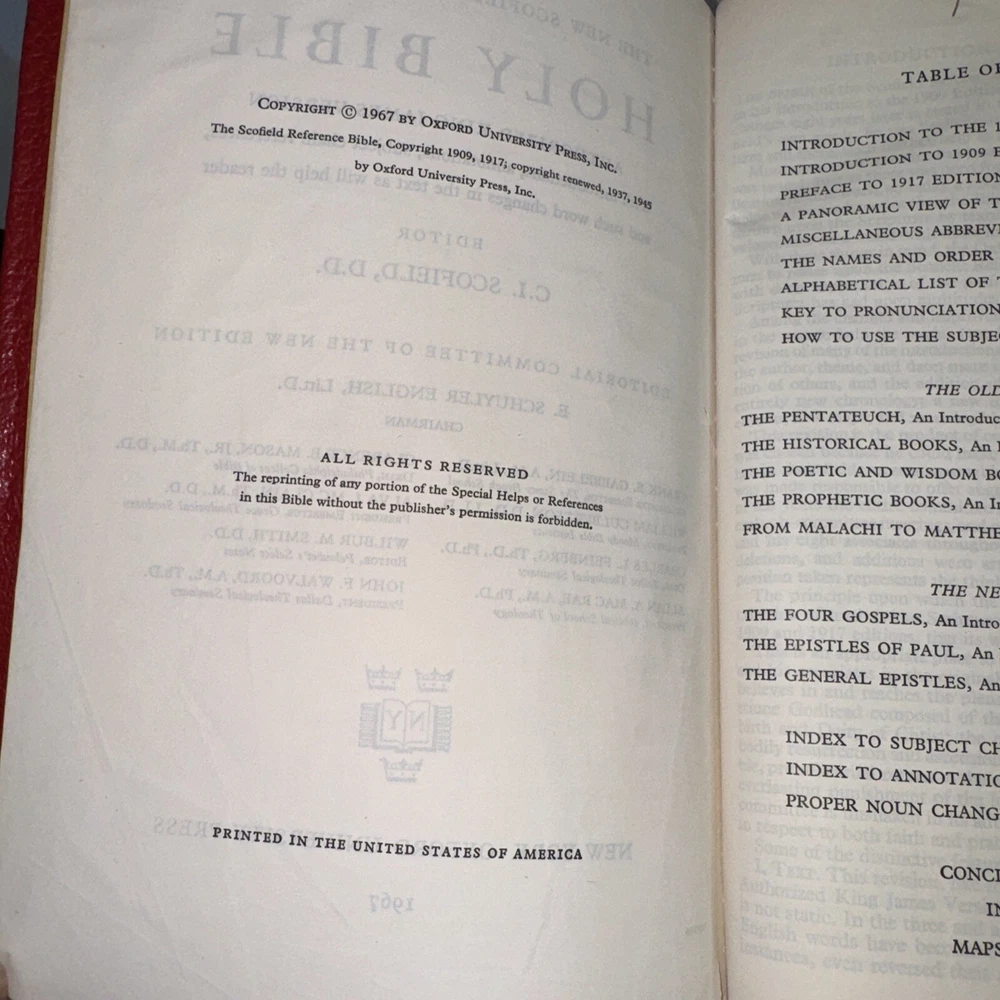 COPYRIGHT © 1967 BY OXFORD UNIVERSITY PRESS, INC.
The Scofield Reference Bible, Copyright 1909, 1917; copyright renewed, 1937, 1945
by Oxford University Press, Inc.
ALL RIGHTS RESERVED
The reprinting of any portion of the Special Helps or References
in this Bible without the publisher's permission is forbidden.
PRINTED IN THE UNITED STATES OF AMERICA
TABLE OF
INTRODUCTION TO THE
INTRODUCTION TO 1909
PREFACE TO 1917 EDITION
A PANORAMIC VIEW OF
MISCELLANEOUS ABBREVI
THE NAMES AND ORDER
ALPHABETICAL LIST OF
KEY TO PRONUNCIATION
HOW TO USE THE SUBJE
THE OLD
THE PENTATEUCH, An Introduc
THE HISTORICAL BOOKS, An
THE POETIC AND WISDOM BO
THE PROPHETIC BOOKS, An In
FROM MALACHI TO MATTHE
THE NE
THE FOUR GOSPELS, An Intro
THE EPISTLES OF PAUL, An
THE GENERAL EPISTLES, An
INDEX TO SUBJECT CH
INDEX TO ANNOTATIO
PROPER NOUN CHANG
CONCI
IN
MAPS